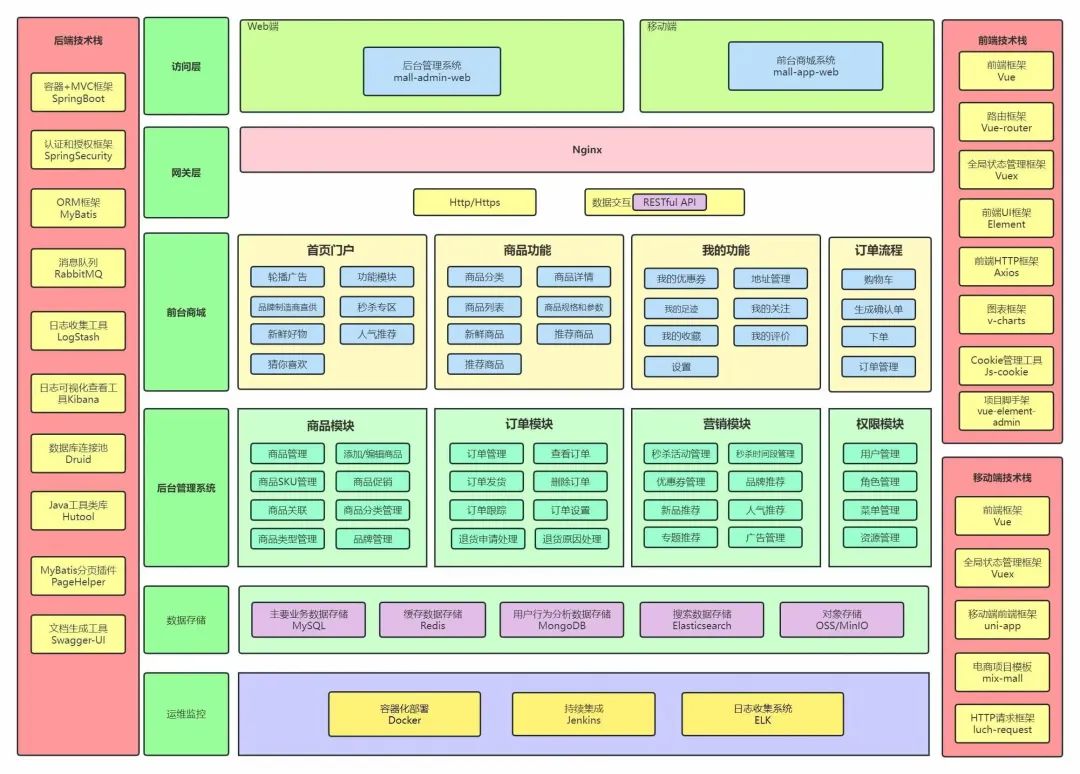 后端技术栈
容器+MVC框架
SpringBoot
认证和授权框架
SpringSecurity
ORM框架
MyBatis
消息队列
RabbitMQ
日志收集工具
LogStash
日志可视化查看工
具Kibana
数据库连接池
Druid
Java工具类库
Hutool
MyBatis分页插件
PageHelper
文档生成工具
Swagger-UI
访问层
Web端
后台管理系统
mall-admin-web
移动端
前台商城系统
mall-app-web
网关层
Nginx
Http/Https
数据交互
RESTful API
前台商城
首页门户
轮播广告
功能模块
品牌制造商直供
秒杀专区
新鲜好物
人气推荐
猜你喜欢
商品功能
商品分类
商品详情
商品列表
商品规格和参数
新鲜商品
推荐商品
推荐商品
我的功能
我的优惠券
地址管理
我的足迹
我的关注
我的收藏
我的评价
设置
订单流程
购物车
生成确认单
下单
订单管理
后台管理系统
商品模块
商品管理
添加/编辑商品
商品SKU管理
商品促销
商品关联
商品分类管理
商品类型管理
品牌管理
订单模块
订单管理
查看订单
订单发货
删除订单
订单跟踪
订单设置
退货申请处理
退货原因处理
营销模块
秒杀活动管理
秒杀时间段管理
优惠券管理
品牌推荐
新品推荐
人气推荐
专题推荐
广告管理
权限模块
用户管理
角色管理
菜单管理
资源管理
数据存储
主要业务数据存储
MySQL
缓存数据存储
Redis
用户行为分析数据存储
MongoDB
搜索数据存储
Elasticsearch
对象存储
OSS/MinIO
运维监控
容器化部署
Docker
持续集成
Jenkins
日志收集系统
ELK
前端技术栈
前端框架
Vue
路由框架
Vue-router
全局状态管理框架
Vuex
前端UI框架
Element
前端HTTP框架
Axios
图表框架
v-charts
Cookie管理工具
Js-cookie
项目脚手架
vue-element-
admin
移动端技术栈
前端框架
Vue
全局状态管理框架
Vuex
移动端前端框架
uni-app
电商项目模板
mix-mall
HTTP请求框架
luch-request